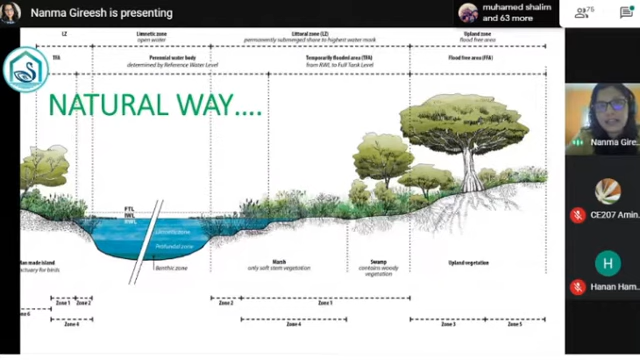 Nanma Gireesh is presenting
muhamed shalim
and 63 more
75
LZ
Limnetic zone
open water
Littoral zone (LZ)
permanently submerged share to highest water mark
Upland zone
flood free area
TFA
Perennial water body
determined by Reference Water Level
Temporarily flooded area (TFA)
from RWL to Full Tank Level
Flood free area (FFA)
NATURAL WAY....
FTL
RWL
Limnetic zone
Profundal zone
Benthic zone
Man made island
sanctuary for birds
Marsh
only soft stem vegetation
Swamp
contains woody
vegetation
Upland vegetation
Zone 1
Zone 2
Zone 2
Zone 1
Zone 4
Zone 4
Zone 3
Zone 5
Nanma Gire...
CE207 Amin...
H
Hanan Ham...